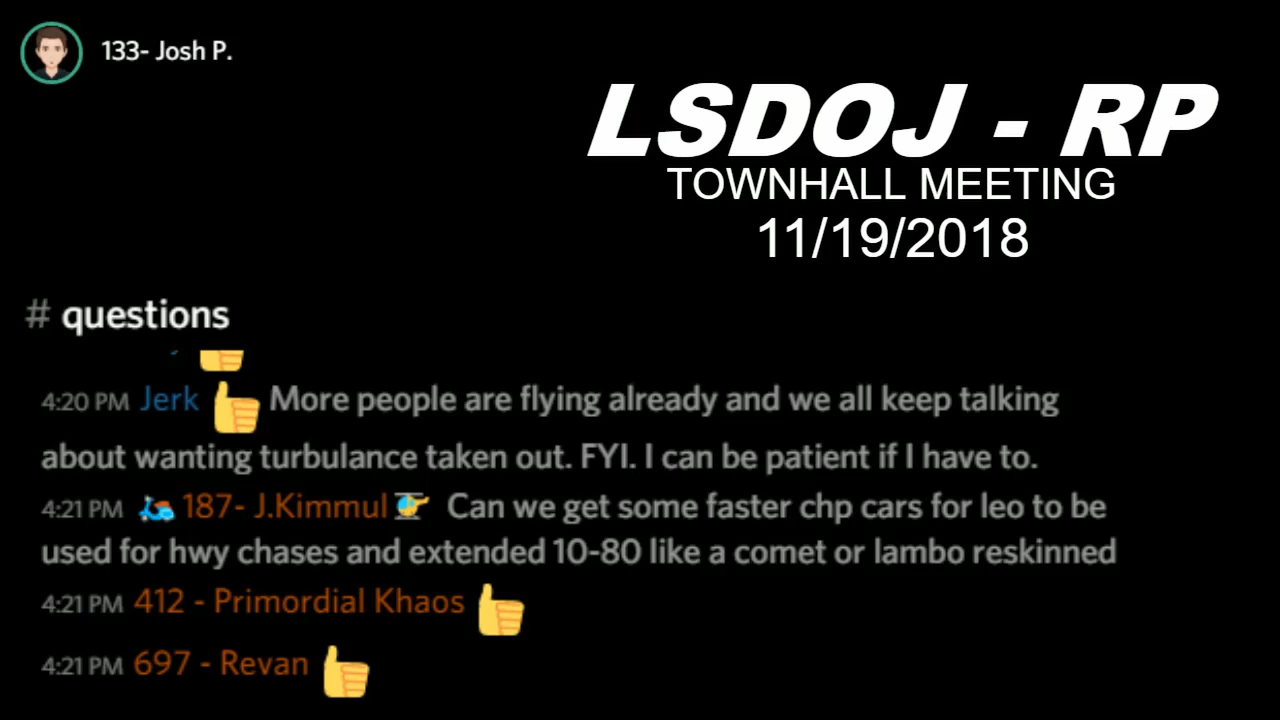 133- Josh P.
LSDOJ - RP
TOWNHALL MEETING
11/19/2018
# questions
4:20 PM Jerk 👍 More people are flying already and we all keep talking
about wanting turbulance taken out. FYI. I can be patient if I have to.
4:21 PM 🛵 187- J.Kimmul🚁 Can we get some faster chp cars for leo to be
used for hwy chases and extended 10-80 like a comet or lambo reskinned
4:21 PM 412 - Primordial Khaos 👍
4:21 PM 697 - Revan 👍